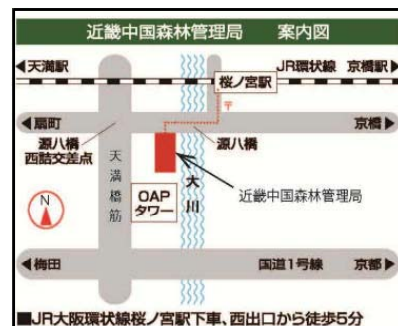 近畿中国森林管理局 案内図
◀天満駅 JR環状線 京橋駅▶
桜ノ宮駅
〒
◀扇町 京橋▶
源八橋
西詰交差点
源八橋
天満橋筋
大川
近畿中国森林管理局
OAP
タワー
N
◀梅田 国道1号線 京都▶
■JR大阪環状線桜ノ宮駅下車、西出口から徒歩5分